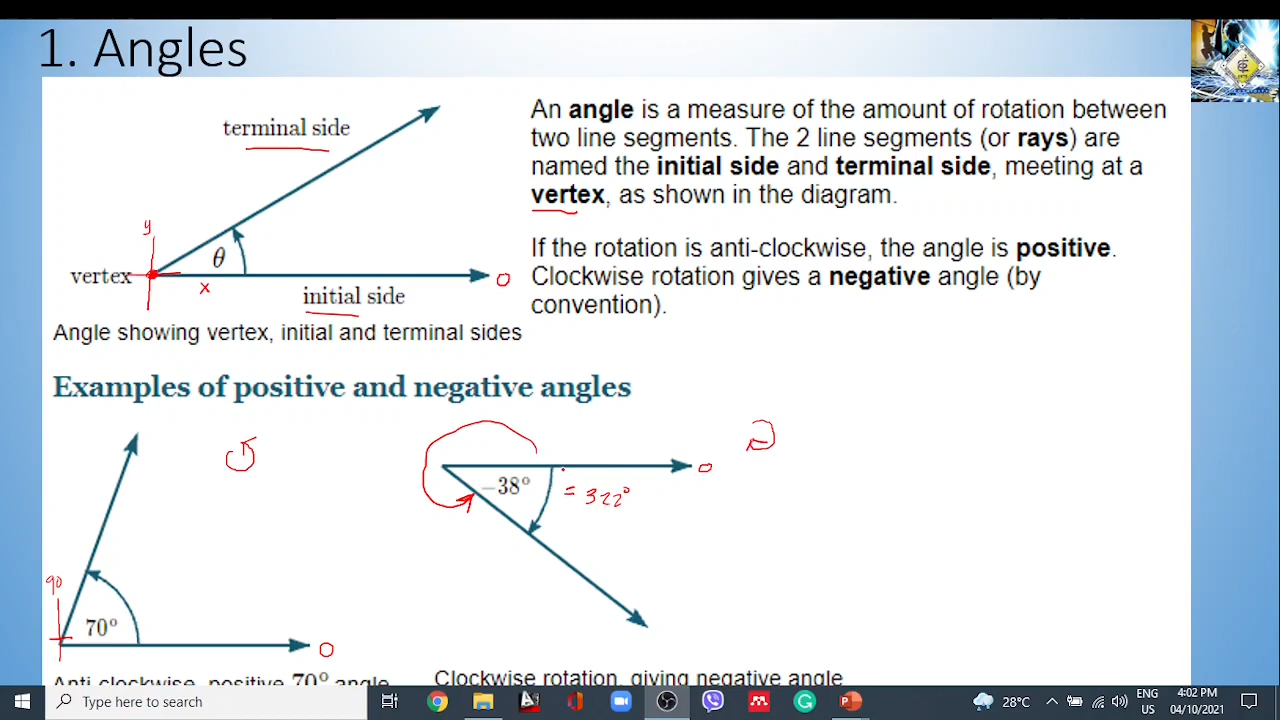 1. Angles
terminal side
y
θ
vertex
x
0
initial side
Angle showing vertex, initial and terminal sides
An angle is a measure of the amount of rotation between
two line segments. The 2 line segments (or rays) are
named the initial side and terminal side, meeting at a
vertex, as shown in the diagram.
If the rotation is anti-clockwise, the angle is positive.
Clockwise rotation gives a negative angle (by
convention).
Examples of positive and negative angles
90
70°
0
Anti clockwise, positive 70° angle
-38°
= 322°
0
Clockwise rotation, giving negative angle
Type here to search
28°C
ENG
US
4:02 PM
04/10/2021